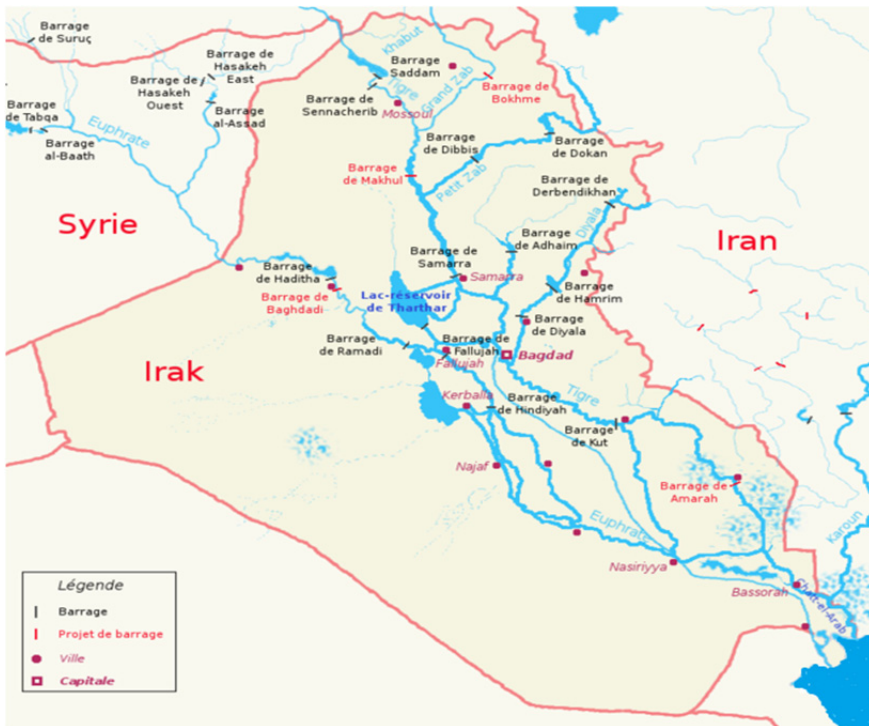 Barrage
de Suruç
Barrage de
Hasakeh
East
Barrage de
Hasakeh
Ouest
Barrage
al-Assad
Barrage
de Tabqa
Barrage
al-Baath
Euphrate
Khabut
Barrage
Saddam
Tigre
Grand Zab
Barrage de
Bokhme
Barrage de
Sennacherib
Mossoul
Barrage
de Dibbis
Barrage
de Dokan
Barrage
de Makhul
Petit Zab
Barrage de
Derbendikhan
Diyala
Syrie
Iran
Barrage
de Adhaim
Barrage de
Samarra
Samarra
Barrage
de Haditha
Barrage de
Baghdadi
Lac-réservoir
de Tharthar
Barrage
de Hamrim
Barrage
de Diyala
Barrage
de Ramadi
Barrage de
Fallujah
Fallujah
Bagdad
Irak
Kerballa
Barrage
de Hindiyah
Tigre
Barrage
de Kut
Najaf
Barrage de
Amarah
Euphrate
Karoun
Nasiriyya
Bassorah
Chatt-el-Arab
Légende
Barrage
Projet de barrage
Ville
Capitale